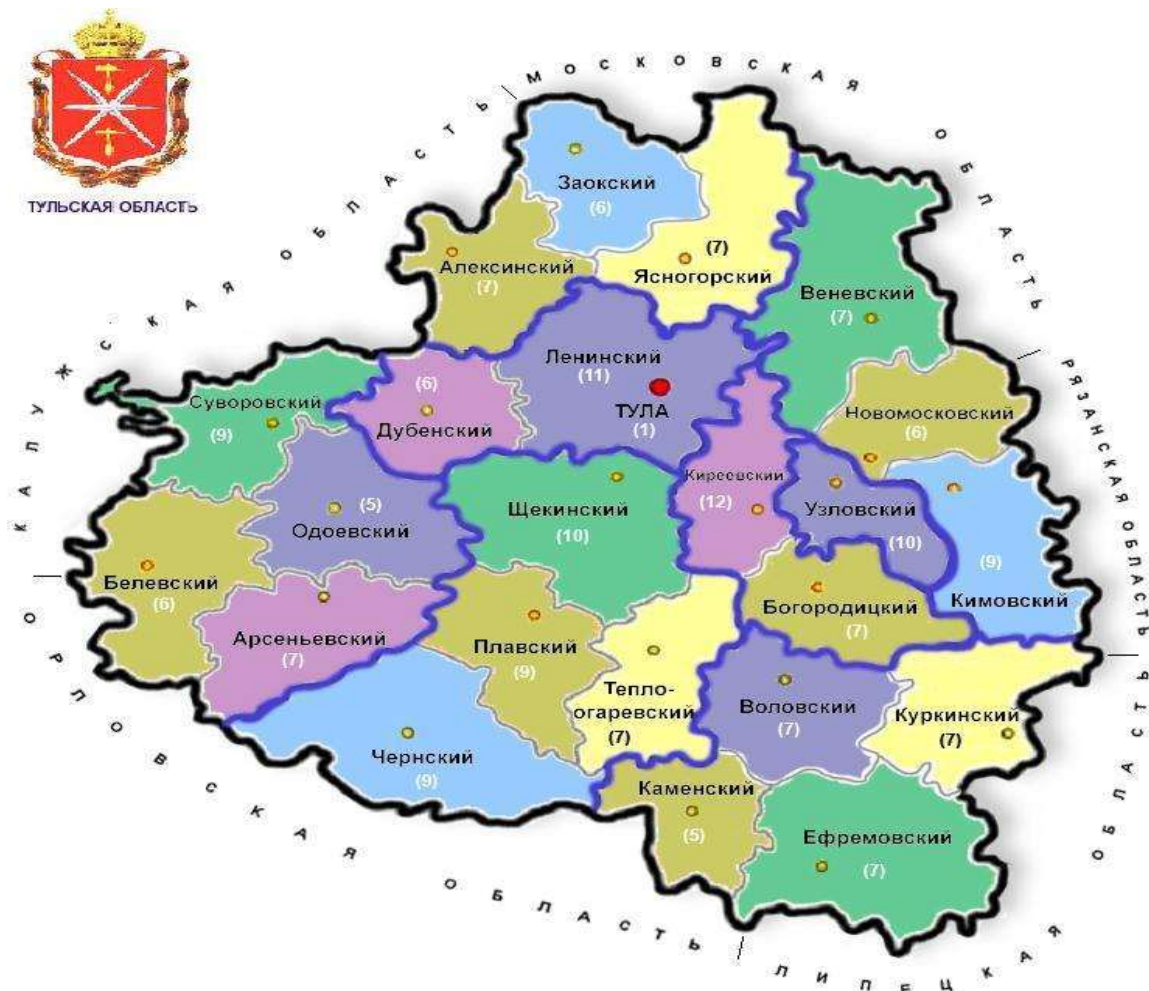 ТУЛЬСКАЯ ОБЛАСТЬ
МОСКОВСКАЯ ОБЛАСТЬ
КАЛУЖСКАЯ ОБЛАСТЬ
РЯЗАНСКАЯ ОБЛАСТЬ
Заокский
(6)
(7)
Ясногорский
Алексинский
(7)
Веневский
(7)
Ленинский
(11)
ТУЛА
(1)
(6)
Дубенский
Суворовский
(9)
Новомосковский
(6)
Киреевский
(12)
Узловский
(10)
(9)
Кимовский
Щекинский
(10)
(5)
Одоевский
Белевский
(6)
Арсеньевский
(7)
Плавский
(9)
Богородицкий
(7)
Тепло-
огаревский
(7)
Воловский
(7)
Куркинский
(7)
Чернский
(9)
Каменский
(5)
Ефремовский
(7)
ОРЛОВСКАЯ ОБЛАСТЬ
ЛИПЕЦКАЯ ОБЛАСТЬ